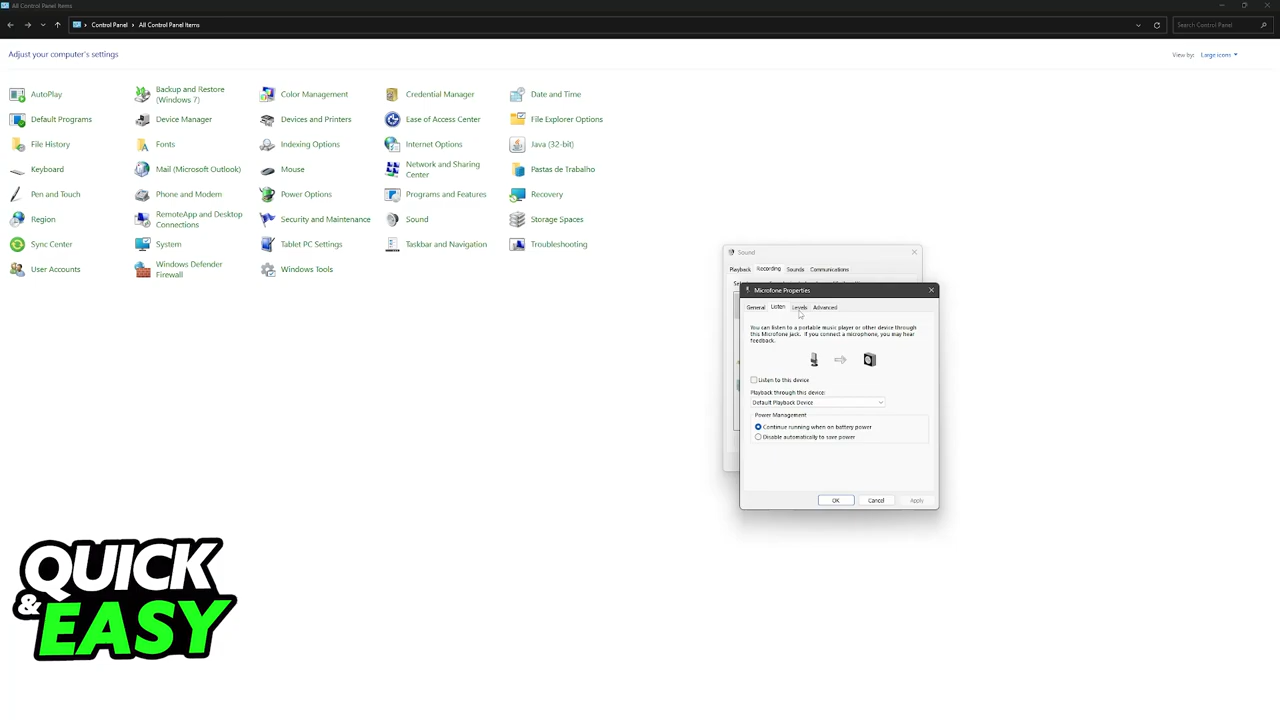 All Control Panel Items
Control Panel
All Control Panel Items
Search Control Panel
Adjust your computer's settings
View by:
Large icons
AutoPlay
Backup and Restore
(Windows 7)
Color Management
Credential Manager
Date and Time
Default Programs
Device Manager
Devices and Printers
Ease of Access Center
File Explorer Options
File History
Fonts
Indexing Options
Internet Options
Java (32-bit)
Keyboard
Mail (Microsoft Outlook)
Mouse
Network and Sharing
Center
Pastas de Trabalho
Pen and Touch
Phone and Modem
Power Options
Programs and Features
Recovery
Region
RemoteApp and Desktop
Connections
Security and Maintenance
Sound
Storage Spaces
Sync Center
System
Tablet PC Settings
Taskbar and Navigation
Troubleshooting
User Accounts
Windows Defender
Firewall
Windows Tools
Sound
Playback
Recording
Sounds
Communications
Microfone Properties
General
Listen
Levels
Advanced
You can listen to a portable music player or other device through
this Microfone jack. If you connect a microphone, you may hear
feedback.
Listen to this device
Playback through this device:
Default Playback Device
Power Management
Continue running when on battery power
Disable automatically to save power
OK
Cancel
Apply
QUICK
& EASY